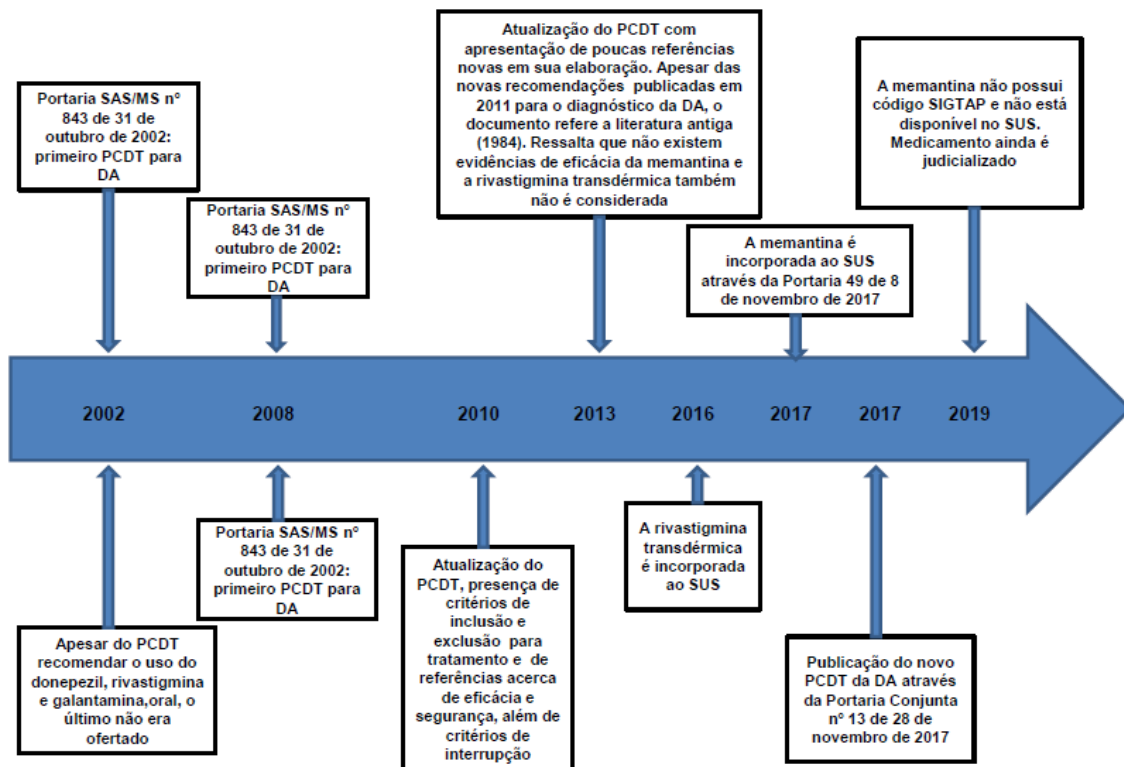 Portaria SAS/MS nº
843 de 31 de
outubro de 2002:
primeiro PCDT para
DA
Portaria SAS/MS nº
843 de 31 de
outubro de 2002:
primeiro PCDT para
DA
Atualização do PCDT com
apresentação de poucas referências
novas em sua elaboração. Apesar das
novas recomendações publicadas em
2011 para o diagnóstico da DA, o
documento refere a literatura antiga
(1984). Ressalta que não existem
evidências de eficácia da memantina e
a rivastigmina transdérmica também
não é considerada
A memantina é
incorporada ao SUS
através da Portaria 49 de 8
de novembro de 2017
A memantina não possui
código SIGTAP e não está
disponível no SUS.
Medicamento ainda é
judicializado
2002 2008 2010 2013 2016 2017 2017 2019
Apesar do PCDT
recomendar o uso do
donepezil, rivastigmina
e galantamina,oral, o
último não era
ofertado
Portaria SAS/MS nº
843 de 31 de
outubro de 2002:
primeiro PCDT para
DA
Atualização do
PCDT, presença de
critérios de
inclusão e
exclusão para
tratamento e de
referências acerca
de eficácia e
segurança, além de
critérios de
interrupção
A rivastigmina
transdérmica
é incorporada
ao SUS
Publicação do novo
PCDT da DA através
da Portaria Conjunta
nº 13 de 28 de
novembro de 2017